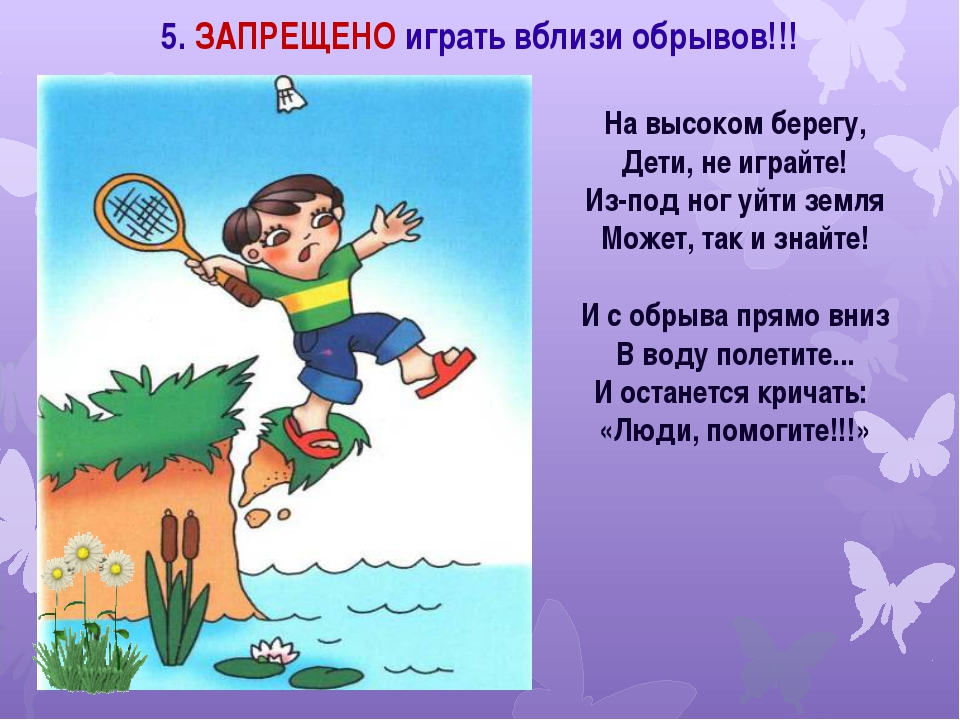 5. ЗАПРЕЩЕНО играть вблизи обрывов!!!
На высоком берегу,
Дети, не играйте!
Из-под ног уйти земля
Может, так и знайте!
И с обрыва прямо вниз
В воду полетите...
И останется кричать:
«Люди, помогите!!!»